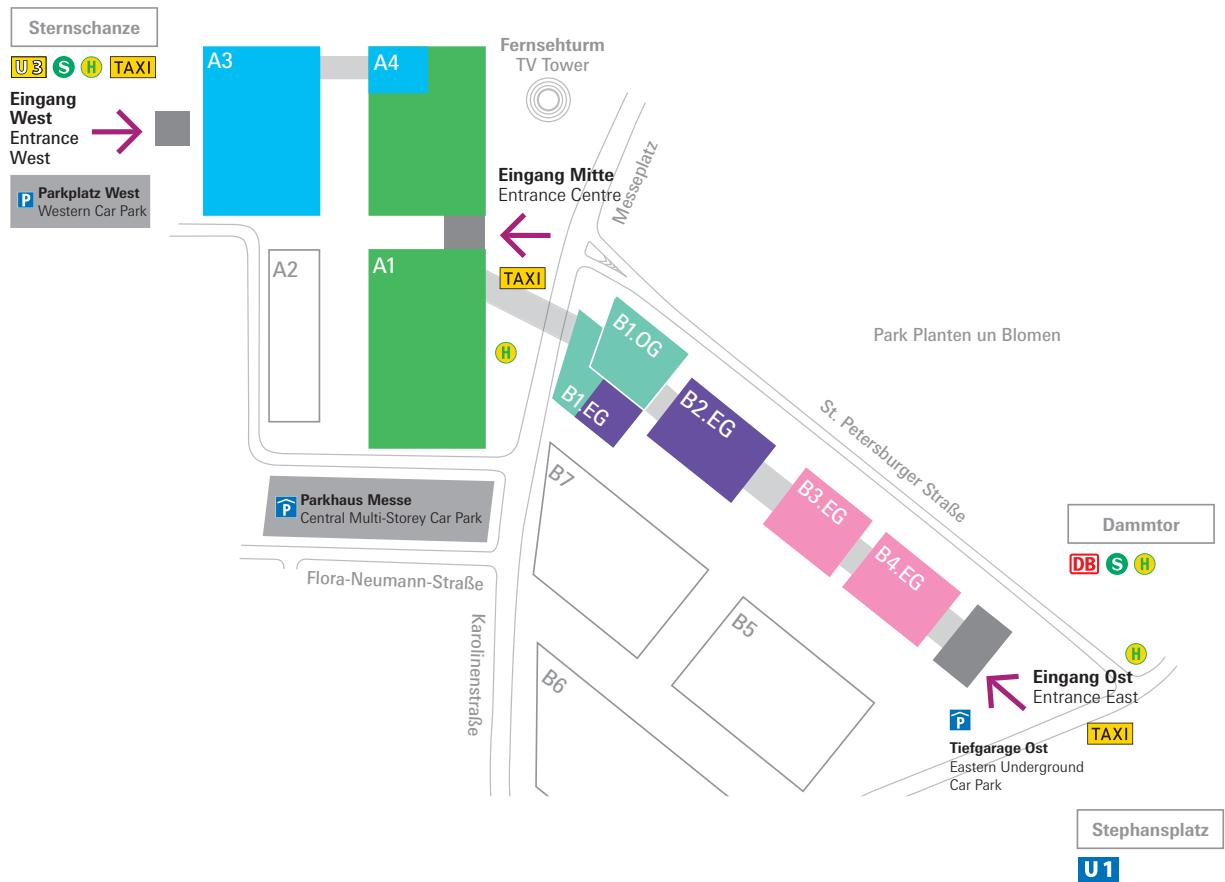 Sternschanze
U3 S H TAXI
Eingang
West
Entrance
West
P Parkplatz West
Western Car Park
A3
A4
Fernsehturm
TV Tower
Messeplatz
Eingang Mitte
Entrance Centre
TAXI
A2
A1
H
B1.OG
B1.EG
B2.EG
B3.EG
B4.EG
Park Planten un Blomen
St. Petersburger Straße
P Parkhaus Messe
Central Multi-Storey Car Park
Flora-Neumann-Straße
Karolinenstraße
B7
B5
B6
Dammtor
DB S H
H
Eingang Ost
Entrance East
TAXI
P
Tiefgarage Ost
Eastern Underground
Car Park
Stephansplatz
U1